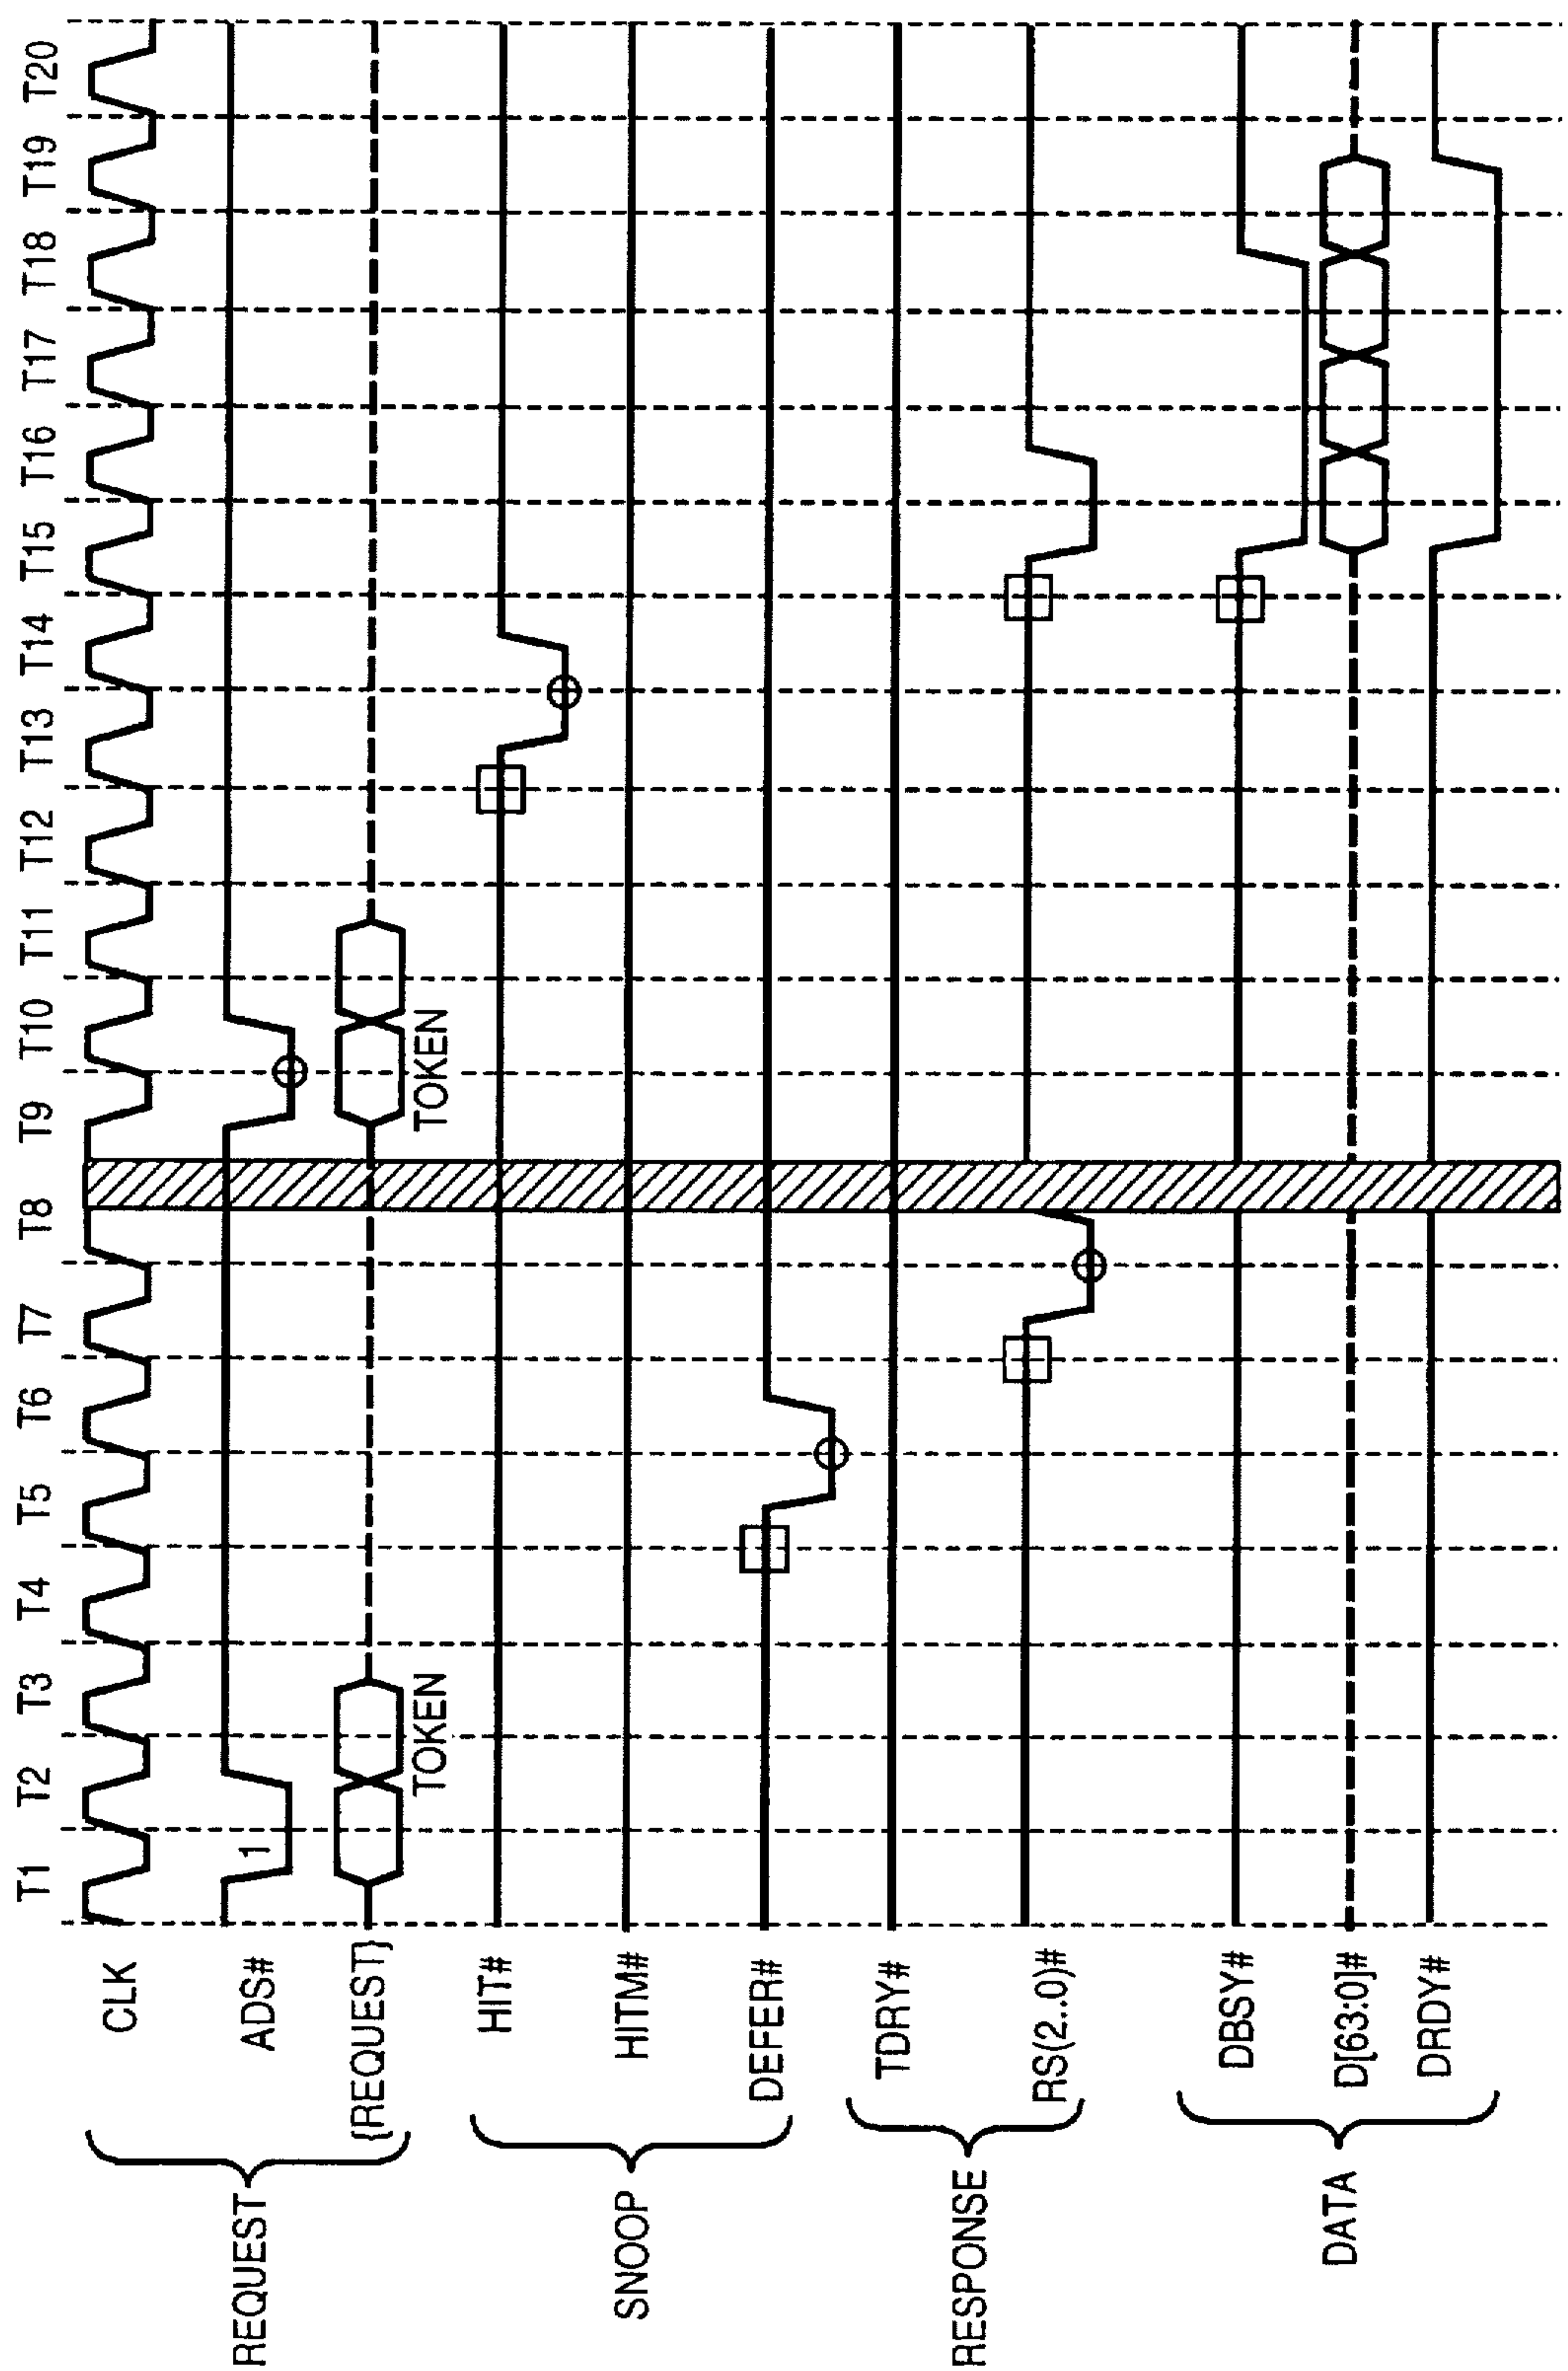 T1 T2 T3 T4 T5 T6 T7 T8 T9 T10 T11 T12 T13 T14 T15 T16 T17 T18 T19 T20
REQUEST
CLK
ADS#
1
{REQUEST}
TOKEN
TOKEN
SNOOP
HIT#
HITM#
DEFER#
RESPONSE
TDRY#
RS(2..0)#
DATA
DBSY#
D[63:0]#
DRDY#